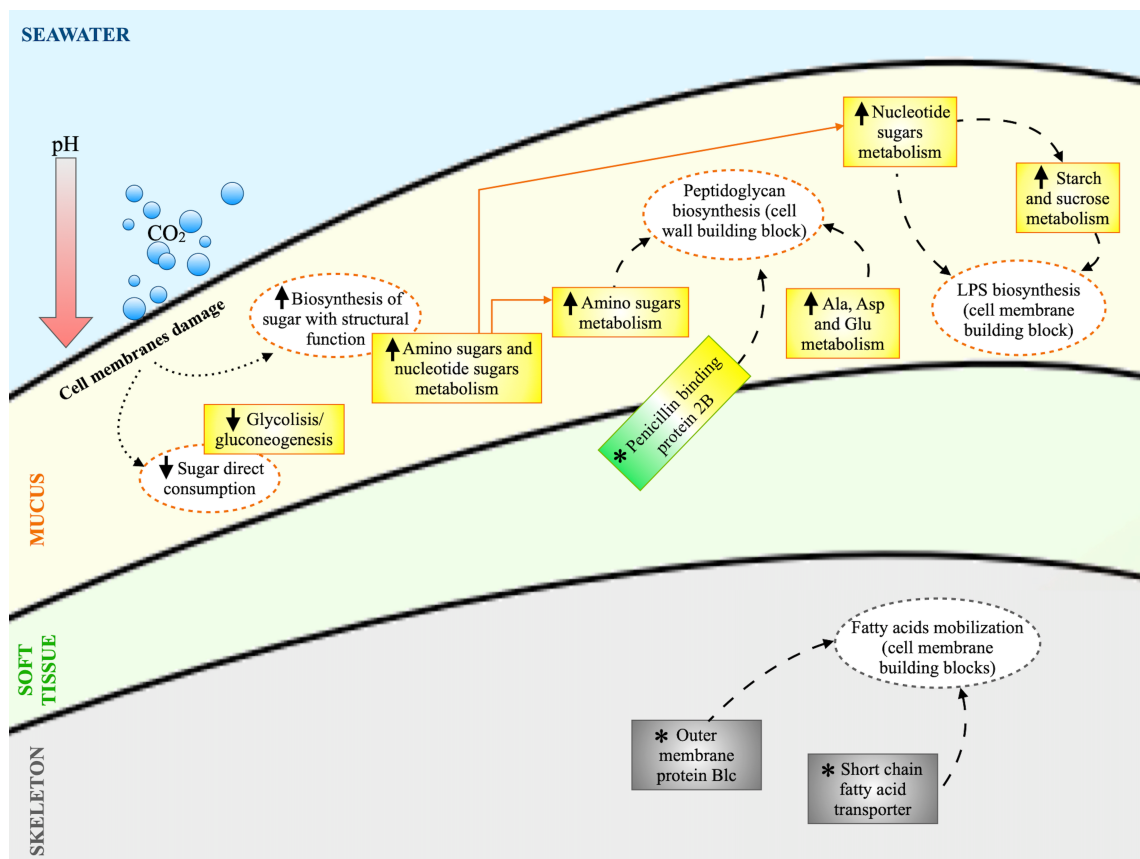 SEAWATER
pH
CO2
Cell membranes damage
↑ Biosynthesis of
sugar with structural
function
↑ Amino sugars and
nucleotide sugars
metabolism
↓ Glycolisis/
gluconeogenesis
↓ Sugar direct
consumption
↑ Amino sugars
metabolism
Peptidoglycan
biosynthesis (cell
wall building block)
↑ Ala, Asp
and Glu
metabolism
↑ Nucleotide
sugars
metabolism
↑ Starch
and sucrose
metabolism
LPS biosynthesis
(cell membrane
building block)
* Penicillin binding
protein 2B
MUCUS
SOFT
TISSUE
Fatty acids mobilization
(cell membrane
building blocks)
* Outer
membrane
protein Blc
* Short chain
fatty acid
transporter
SKELETON